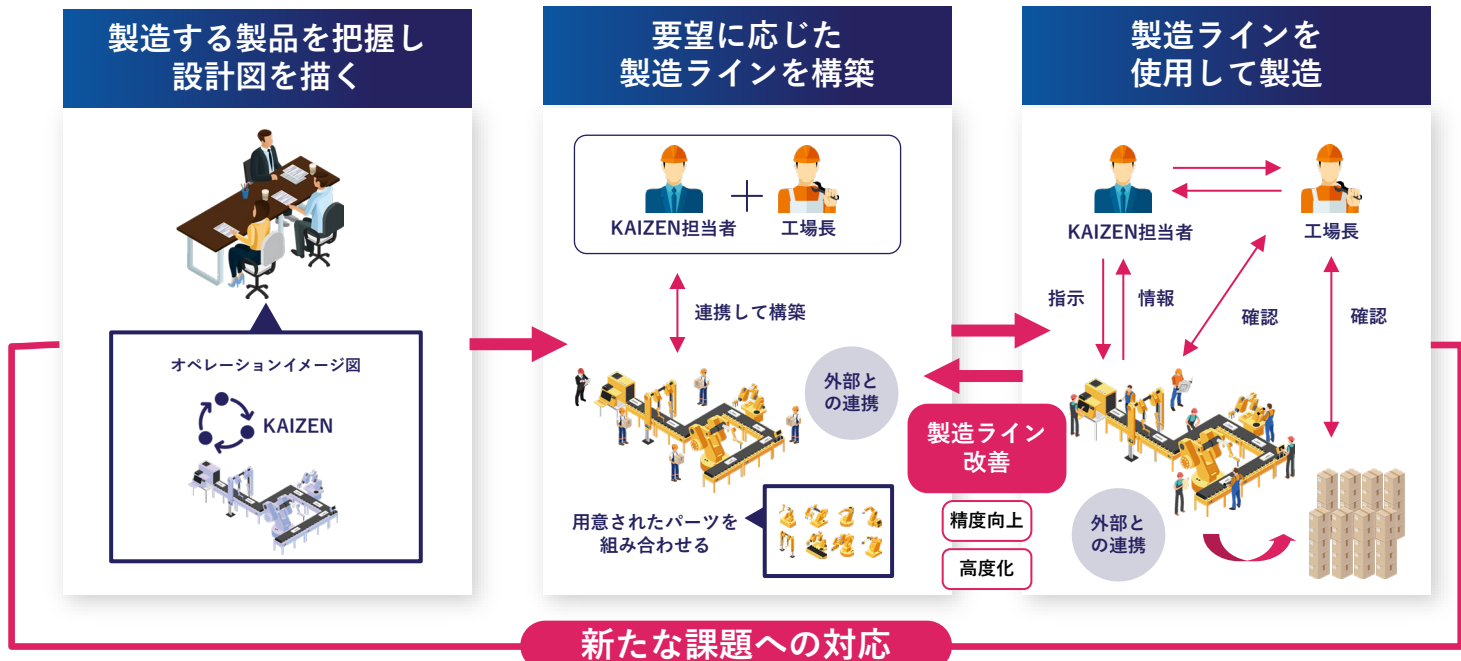 製造する製品を把握し
設計図を描く
オペレーションイメージ図
KAIZEN
要望に応じた
製造ラインを構築
KAIZEN担当者
工場長
連携して構築
外部と
の連携
用意されたパーツを
組み合わせる
製造ライン
改善
精度向上
高度化
製造ラインを
使用して製造
KAIZEN担当者
工場長
指示
情報
確認
確認
外部と
の連携
新たな課題への対応